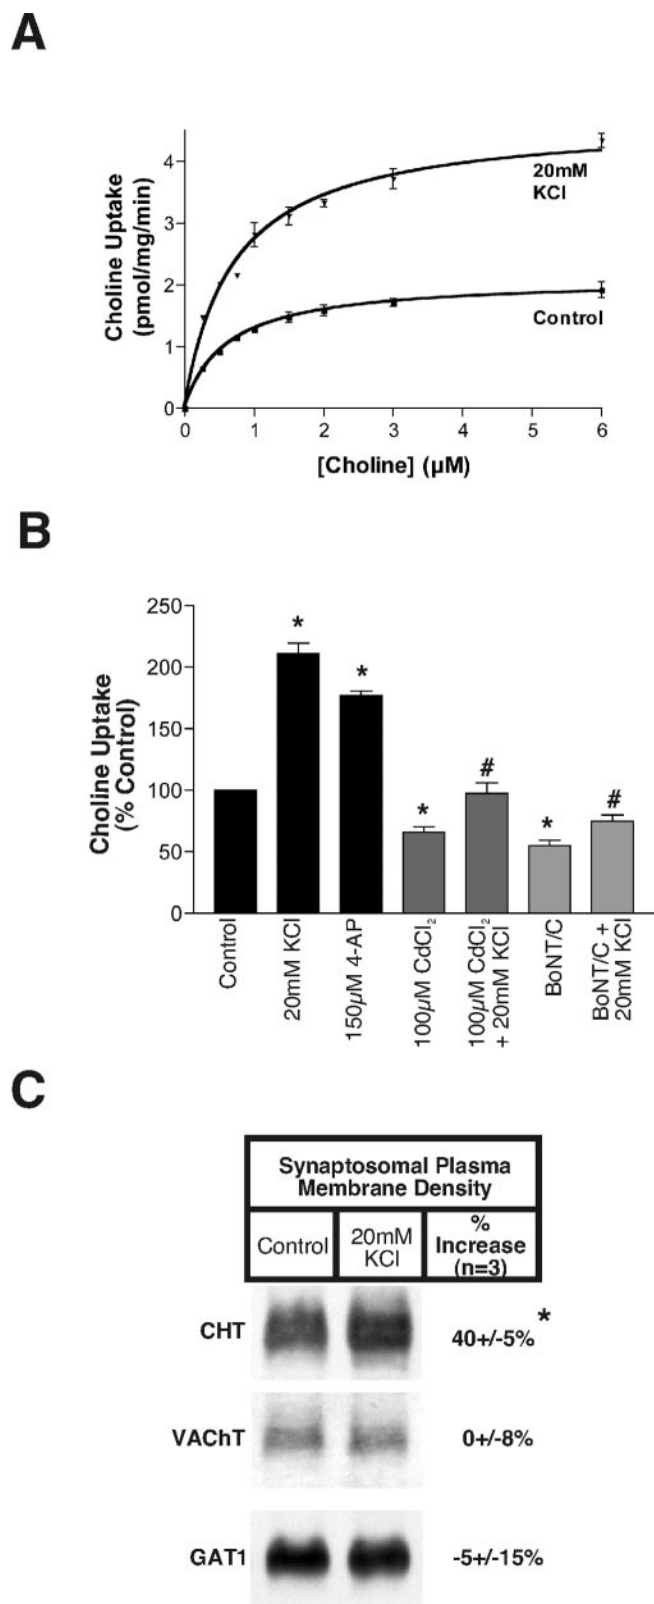 A
Choline Uptake
(pmol/mg/min)
4
3
2
1
0
20mM
KCl
Control
0 1 2 3 4 5 6
[Choline] (µM)
B
Choline Uptake
(% Control)
250
200
150
100
50
0
* * * # * #
Control
20mM KCl
150µM 4-AP
100µM CdCl₂
100µM CdCl₂
+ 20mM KCl
BoNT/C
BoNT/C +
20mM KCl
C
Synaptosomal Plasma
Membrane Density
Control
20mM
KCl
%
Increase
(n=3)
CHT 40+/-5% *
VAChT 0+/-8%
GAT1 -5+/-15%